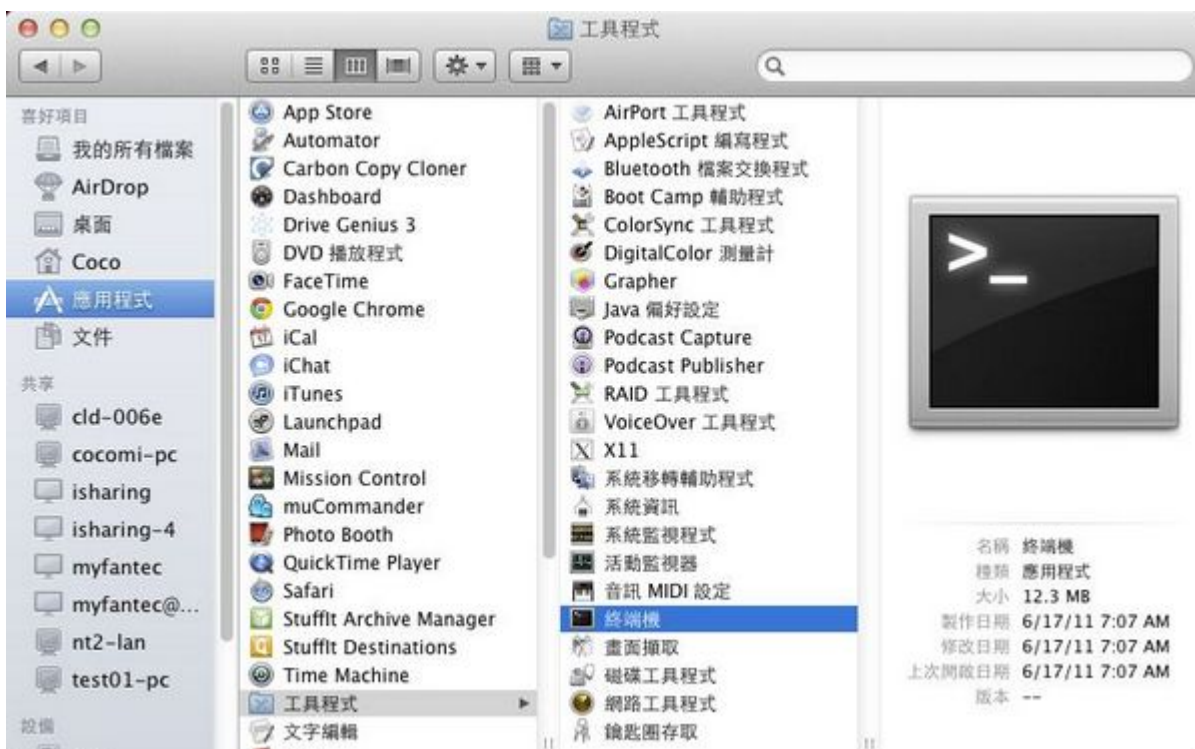 工具程式
喜好項目
我的所有檔案
AirDrop
桌面
Coco
應用程式
文件
共享
cld-006e
cocomi-pc
isharing
isharing-4
myfantec
myfantec@...
nt2-lan
test01-pc
設備
App Store
Automator
Carbon Copy Cloner
Dashboard
Drive Genius 3
DVD 播放程式
FaceTime
Google Chrome
iCal
iChat
iTunes
Launchpad
Mail
Mission Control
muCommander
Photo Booth
QuickTime Player
Safari
StuffIt Archive Manager
StuffIt Destinations
Time Machine
工具程式
文字編輯
AirPort 工具程式
AppleScript 編寫程式
Bluetooth 檔案交換程式
Boot Camp 輔助程式
ColorSync 工具程式
DigitalColor 測量計
Grapher
Java 偏好設定
Podcast Capture
Podcast Publisher
RAID 工具程式
VoiceOver 工具程式
X11
系統移轉輔助程式
系統資訊
系統監視程式
活動監視器
音訊 MIDI 設定
終端機
畫面擷取
磁碟工具程式
網路工具程式
鑰匙圈存取
>_
名稱 終端機
種類 應用程式
大小 12.3 MB
製作日期 6/17/11 7:07 AM
修改日期 6/17/11 7:07 AM
上次開啟日期 6/17/11 7:07 AM
版本 --